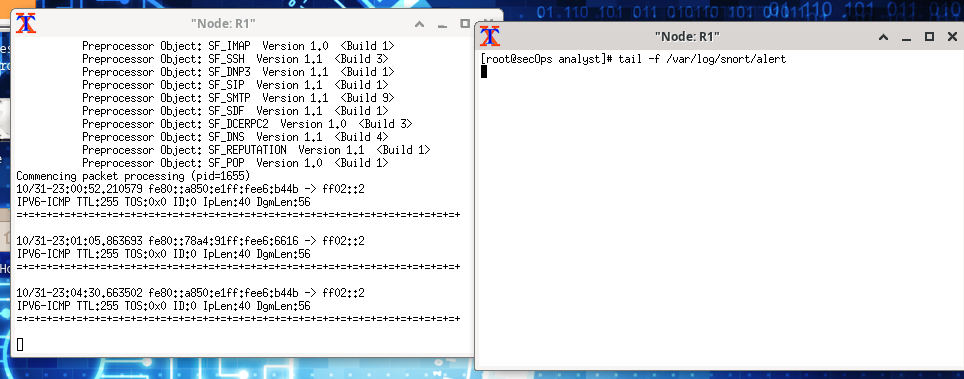 "Node: R1"
Preprocessor Object: SF_IMAP  Version 1.0  <Build 1>
Preprocessor Object: SF_SSH  Version 1.1  <Build 3>
Preprocessor Object: SF_DNP3  Version 1.1  <Build 1>
Preprocessor Object: SF_SIP  Version 1.1  <Build 1>
Preprocessor Object: SF_SMTP  Version 1.1  <Build 9>
Preprocessor Object: SF_SDF  Version 1.1  <Build 1>
Preprocessor Object: SF_DCERPC2  Version 1.0  <Build 3>
Preprocessor Object: SF_DNS  Version 1.1  <Build 4>
Preprocessor Object: SF_REPUTATION  Version 1.1  <Build 1>
Preprocessor Object: SF_POP  Version 1.0  <Build 1>
Commencing packet processing (pid=1655)
10/31-23:00:52.210579 fe80::a850:e1ff:fee6:b44b -> ff02::2
IPV6-ICMP TTL:255 TOS:0x0 ID:0 IpLen:40 DgmLen:56
=+=+=+=+=+=+=+=+=+=+=+=+=+=+=+=+=+=+=+=+=+=+=+=+=+=+=+=+=+=+=+=+=+=+=+=+=+

10/31-23:01:05.863693 fe80::78a4:91ff:fee6:6616 -> ff02::2
IPV6-ICMP TTL:255 TOS:0x0 ID:0 IpLen:40 DgmLen:56
=+=+=+=+=+=+=+=+=+=+=+=+=+=+=+=+=+=+=+=+=+=+=+=+=+=+=+=+=+=+=+=+=+=+=+=+=+

10/31-23:04:30.663502 fe80::a850:e1ff:fee6:b44b -> ff02::2
IPV6-ICMP TTL:255 TOS:0x0 ID:0 IpLen:40 DgmLen:56
=+=+=+=+=+=+=+=+=+=+=+=+=+=+=+=+=+=+=+=+=+=+=+=+=+=+=+=+=+=+=+=+=+=+=+=+=+

"Node: R1"
[root@secOps analyst]# tail -f /var/log/snort/alert